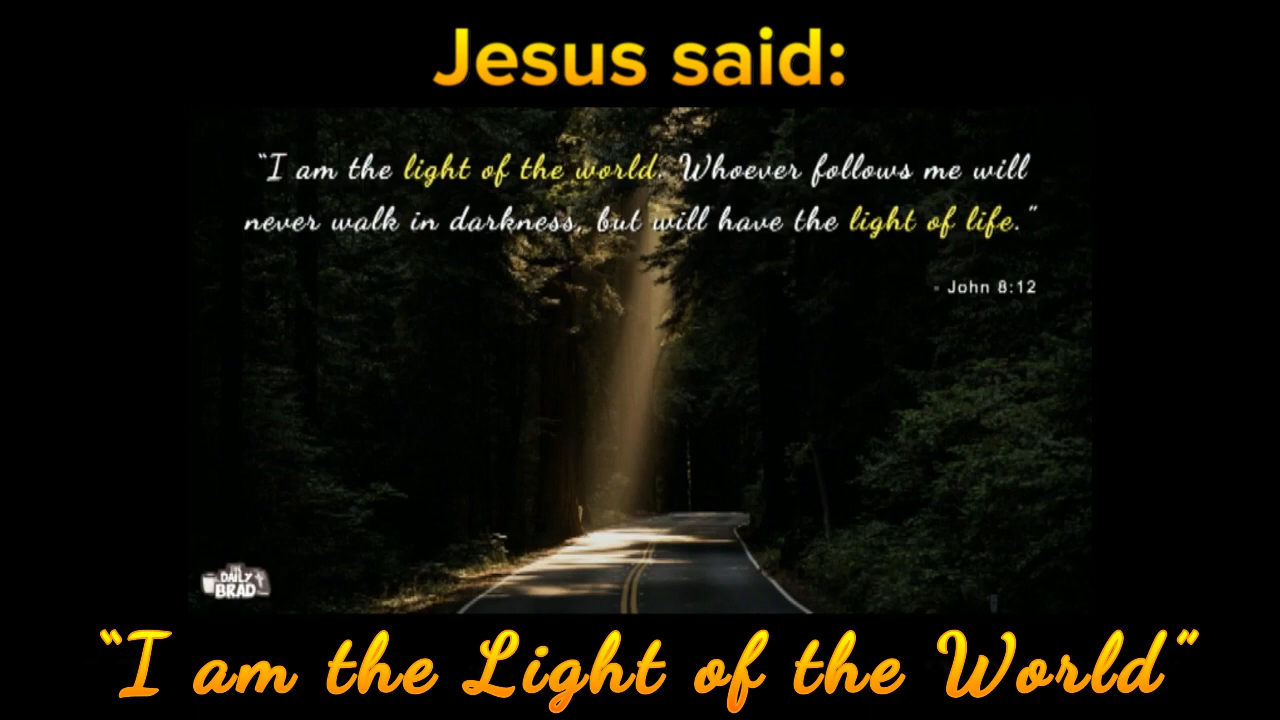 Jesus said:
"I am the light of the world. Whoever follows me will
never walk in darkness, but will have the light of life."
- John 8:12
THE
DAILY
BRAD
"I am the Light of the World"